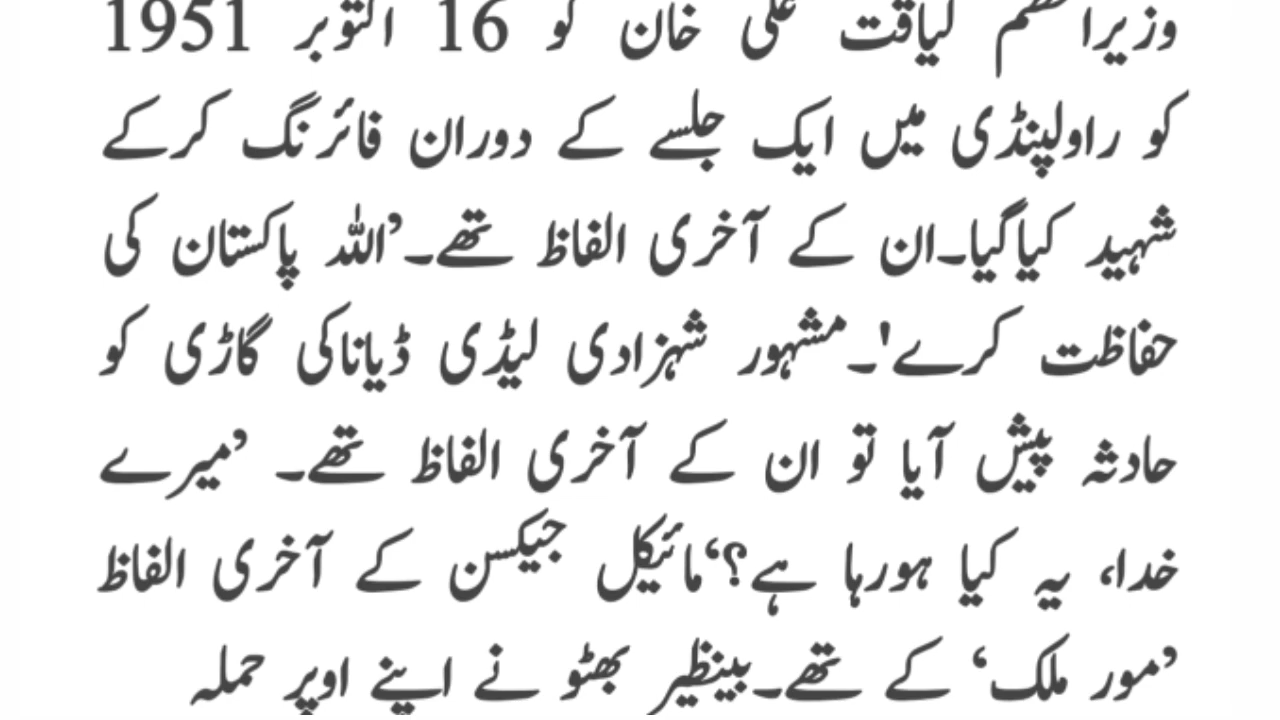 وزیراعظم لیاقت علی خان کو 16 اکتوبر 1951
کو راولپنڈی میں ایک جلسے کے دوران فائرنگ کرکے
شہید کیاگیا۔ان کے آخری الفاظ تھے۔’اللہ پاکستان کی
حفاظت کرے'۔مشہور شہزادی لیڈی ڈیاناکی گاڑی کو
حادثہ پیش آیا تو ان کے آخری الفاظ تھے۔ ’میرے
خدا، یہ کیا ہورہا ہے؟‘مائیکل جیکسن کے آخری الفاظ
’مور ملک‘ کے تھے۔بینظیر بھٹو نے اپنے اوپر حملہ